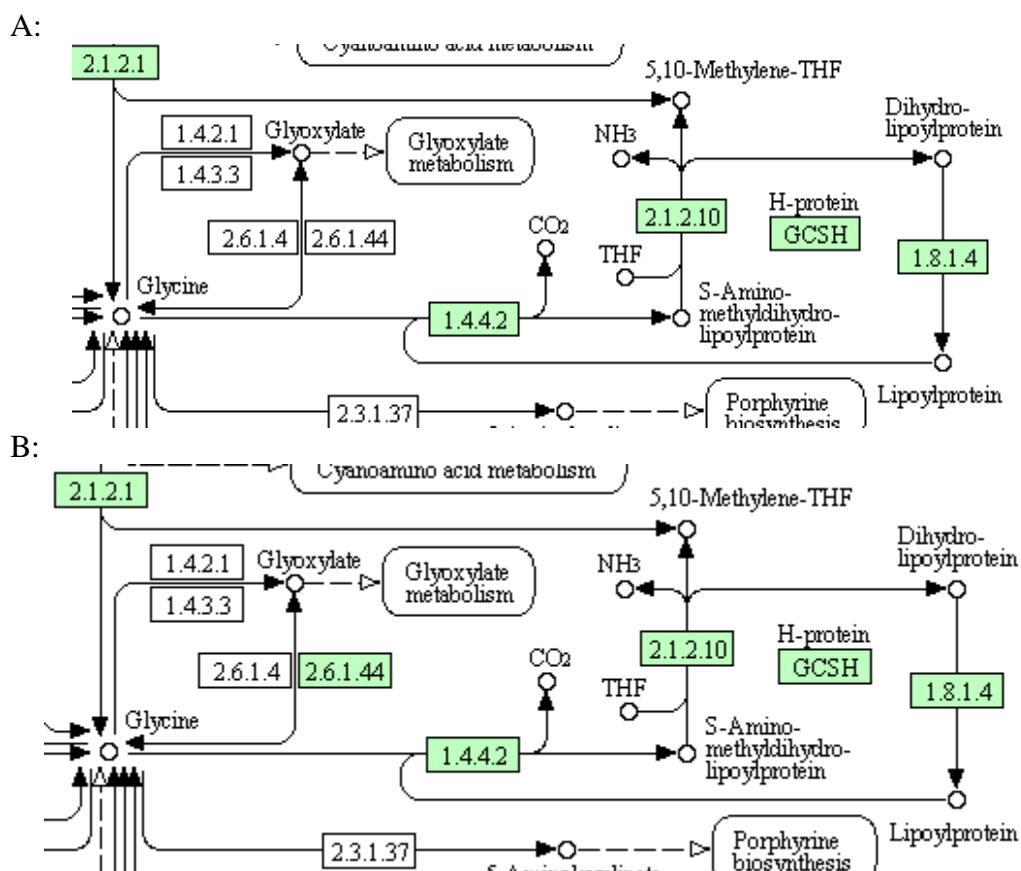 A:
Cyanoamino acid metabolism
2.1.2.1
5,10-Methylene-THF
Dihydro-
lipoylprotein
1.4.2.1
Glyoxylate
Glyoxylate
metabolism
NH3
1.4.3.3
H-protein
2.1.2.10
GCSH
2.6.1.4
2.6.1.44
CO2
THF
1.8.1.4
Glycine
S-Amino-
methyldihydro-
lipoylprotein
1.4.4.2
Lipoylprotein
2.3.1.37
Porphyrine
biosynthesis
B:
Cyanoamino acid metabolism
2.1.2.1
5,10-Methylene-THF
Dihydro-
lipoylprotein
1.4.2.1
Glyoxylate
Glyoxylate
metabolism
NH3
1.4.3.3
H-protein
2.1.2.10
GCSH
2.6.1.4
2.6.1.44
CO2
THF
1.8.1.4
Glycine
S-Amino-
methyldihydro-
lipoylprotein
1.4.4.2
Lipoylprotein
2.3.1.37
Porphyrine
biosynthesis